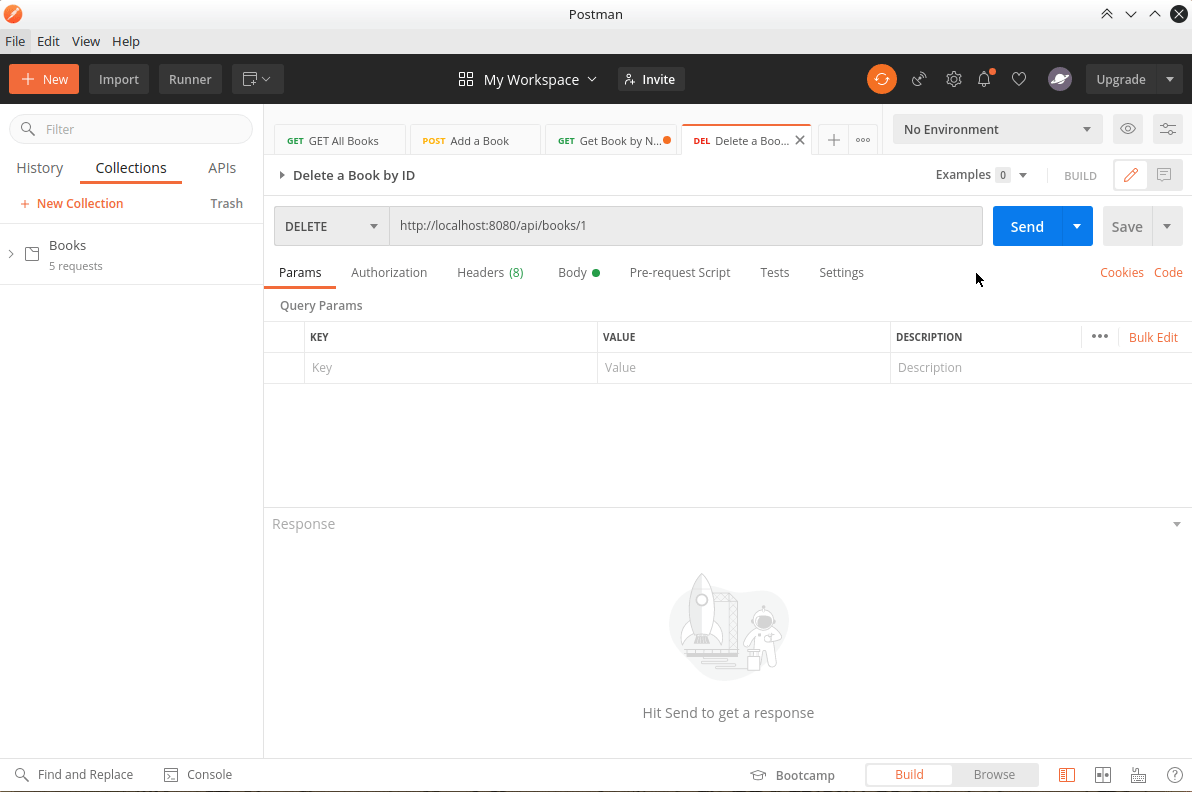 Postman
File Edit View Help
New Import Runner My Workspace Invite Upgrade
Filter
History Collections APIs
New Collection Trash
Books
5 requests
GET GET All Books POST Add a Book GET Get Book by N... DEL Delete a Boo... No Environment
Delete a Book by ID Examples 0 BUILD
DELETE http://localhost:8080/api/books/1 Send Save
Params Authorization Headers (8) Body Pre-request Script Tests Settings Cookies Code
Query Params
KEY VALUE DESCRIPTION Bulk Edit
Key Value Description
Response
Hit Send to get a response
Find and Replace Console Bootcamp Build Browse